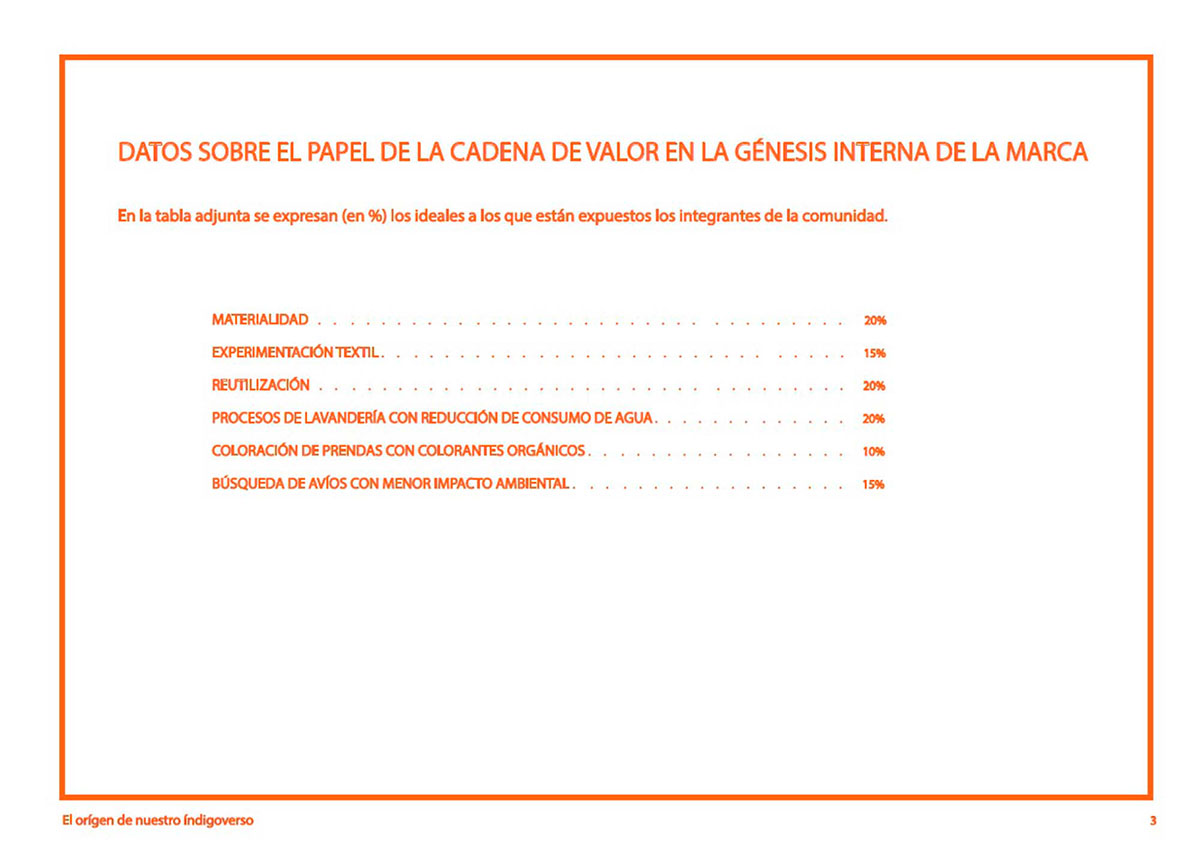 DATOS SOBRE EL PAPEL DE LA CADENA DE VALOR EN LA GÉNESIS INTERNA DE LA MARCA
En la tabla adjunta se expresan (en %) los ideales a los que están expuestos los integrantes de la comunidad.
MATERIALIDAD . . . . . . . . . . . . . . . . . . . . . . . . . . . . . . . . . . 20%
EXPERIMENTACIÓN TEXTIL . . . . . . . . . . . . . . . . . . . . . . . . . . . . . 15%
REUTILIZACIÓN . . . . . . . . . . . . . . . . . . . . . . . . . . . . . . . . . . 20%
PROCESOS DE LAVANDERÍA CON REDUCCIÓN DE CONSUMO DE AGUA . . . . . . . . . . . . . 20%
COLORACIÓN DE PRENDAS CON COLORANTES ORGÁNICOS . . . . . . . . . . . . . . . . . 10%
BÚSQUEDA DE AVÍOS CON MENOR IMPACTO AMBIENTAL . . . . . . . . . . . . . . . . . . 15%
El orígen de nuestro índigoverso
3